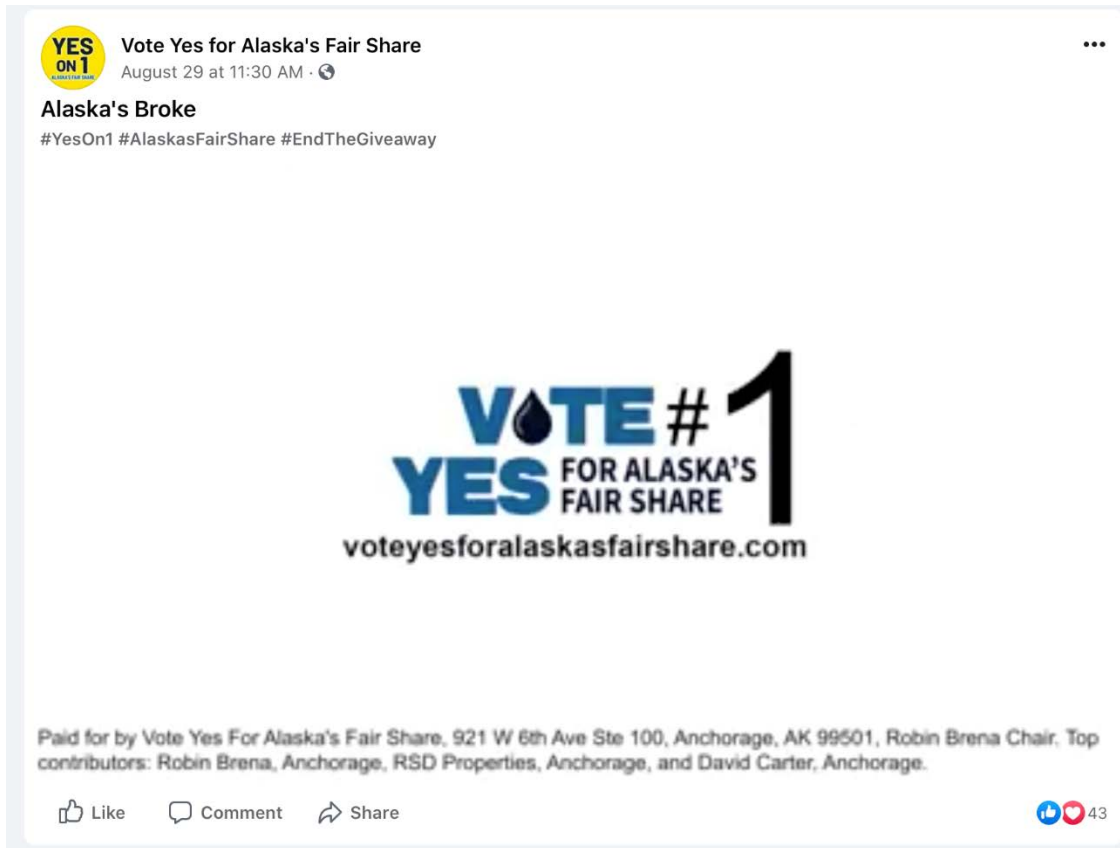 YES
ON 1
ALASKA'S FAIR SHARE
Vote Yes for Alaska's Fair Share
August 29 at 11:30 AM ·
Alaska's Broke
#YesOn1 #AlaskasFairShare #EndTheGiveaway
VOTE #1
YES FOR ALASKA'S
FAIR SHARE
voteyesforalaskasfairshare.com
Paid for by Vote Yes For Alaska's Fair Share, 921 W 6th Ave Ste 100, Anchorage, AK 99501, Robin Brena Chair. Top
contributors: Robin Brena, Anchorage, RSD Properties, Anchorage, and David Carter, Anchorage.
Like Comment Share 43